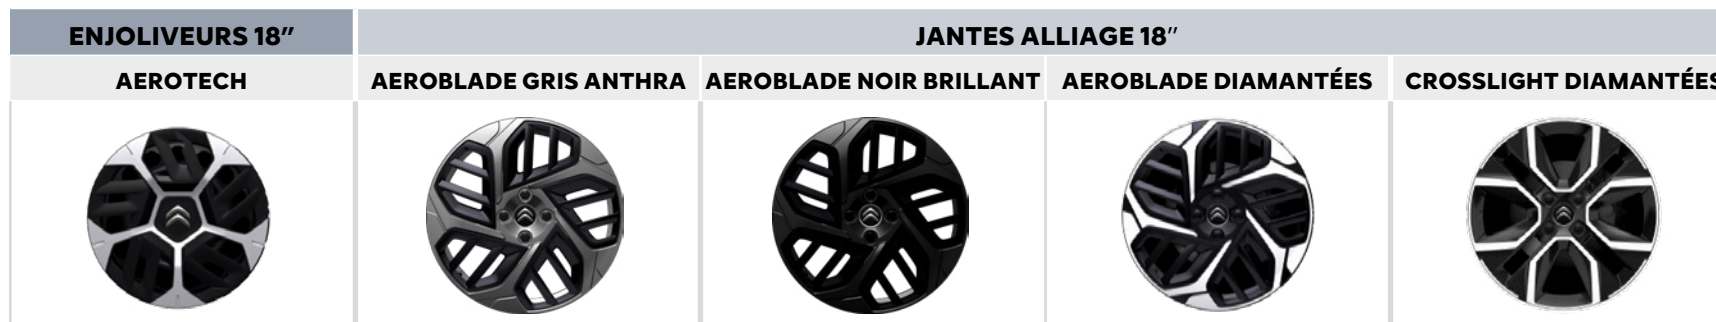 ENJOLIVEURS 18″
JANTES ALLIAGE 18″
AEROTECH
AEROBLADE GRIS ANTHRA
AEROBLADE NOIR BRILLANT
AEROBLADE DIAMANTÉES
CROSSLIGHT DIAMANTÉES